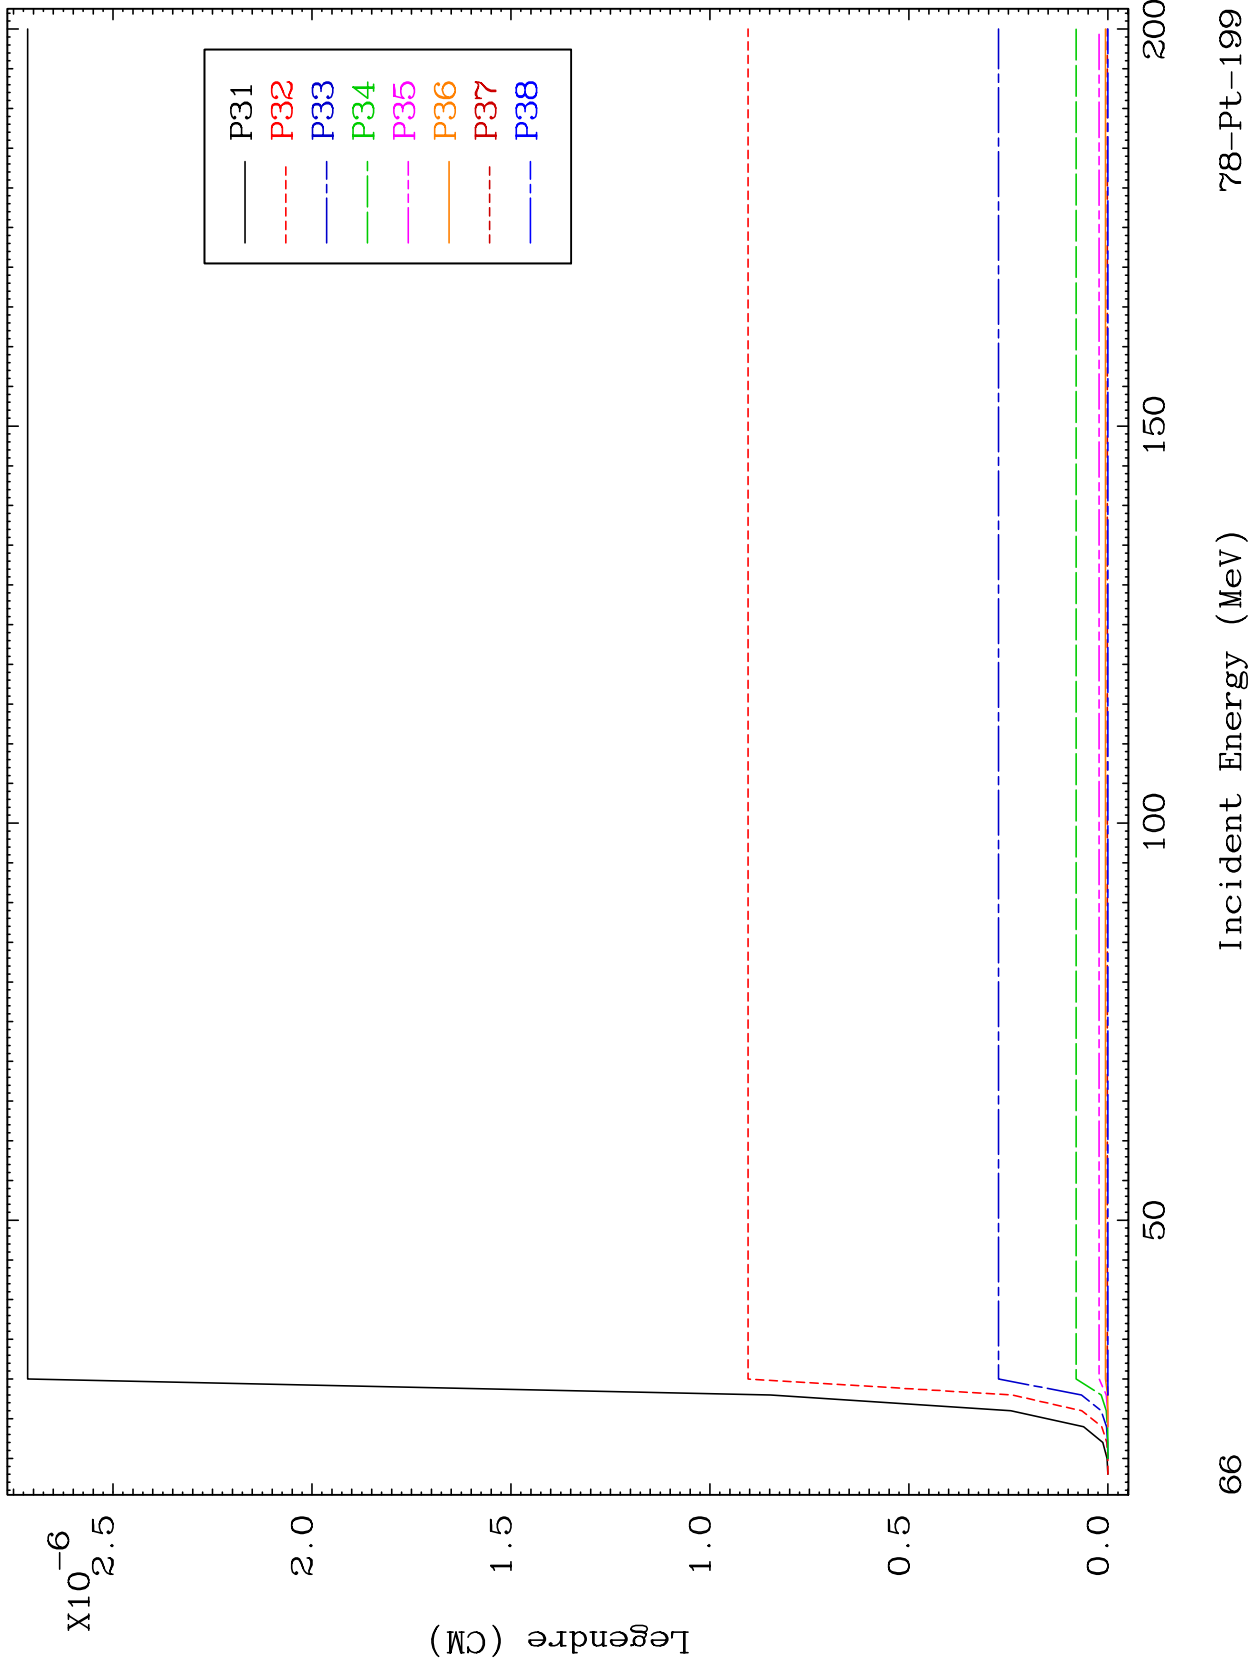 X10-6
2.5
2.0
1.5
1.0
0.5
0.0
Legendre (CM)
P31
P32
P33
P34
P35
P36
P37
P38
50
100
150
200
Incident Energy (MeV)
66
78-Pt-199